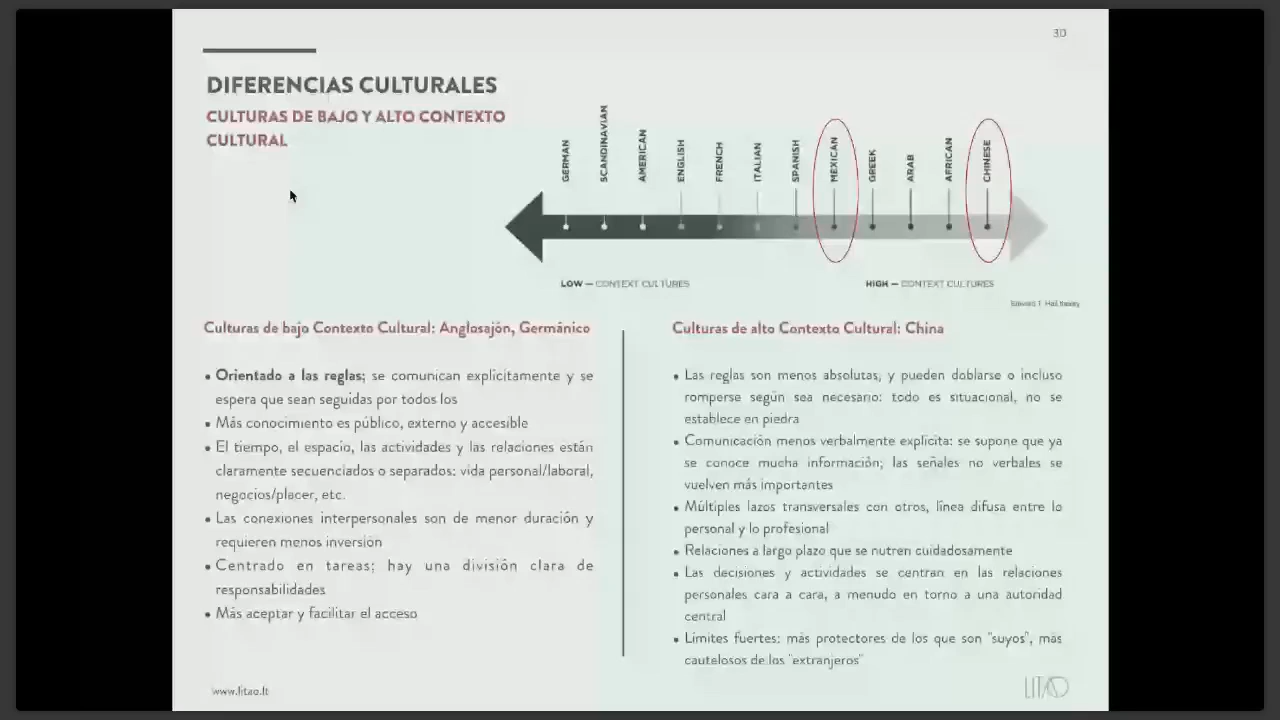 30
DIFERENCIAS CULTURALES
CULTURAS DE BAJO Y ALTO CONTEXTO
CULTURAL
GERMAN
SCANDINAVIAN
AMERICAN
ENGLISH
FRENCH
ITALIAN
SPANISH
MEXICAN
GREEK
ARAB
AFRICAN
CHINESE
LOW — CONTEXT CULTURES
HIGH — CONTEXT CULTURES
Edward T. Hall theory
Culturas de bajo Contexto Cultural: Anglosajón, Germánico
• Orientado a las reglas; se comunican explícitamente y se
espera que sean seguidas por todos los
• Más conocimiento es público, externo y accesible
• El tiempo, el espacio, las actividades y las relaciones están
claramente secuenciados o separados: vida personal/laboral,
negocios/placer, etc.
• Las conexiones interpersonales son de menor duración y
requieren menos inversión
• Centrado en tareas; hay una división clara de
responsabilidades
• Más aceptar y facilitar el acceso
Culturas de alto Contexto Cultural: China
• Las reglas son menos absolutas, y pueden doblarse o incluso
romperse según sea necesario: todo es situacional, no se
establece en piedra
• Comunicación menos verbalmente explícita: se supone que ya
se conoce mucha información; las señales no verbales se
vuelven más importantes
• Múltiples lazos transversales con otros, línea difusa entre lo
personal y lo profesional
• Relaciones a largo plazo que se nutren cuidadosamente
• Las decisiones y actividades se centran en las relaciones
personales cara a cara, a menudo en torno a una autoridad
central
• Límites fuertes: más protectores de los que son "suyos", más
cautelosos de los "extranjeros"
www.litao.lt
LITAO